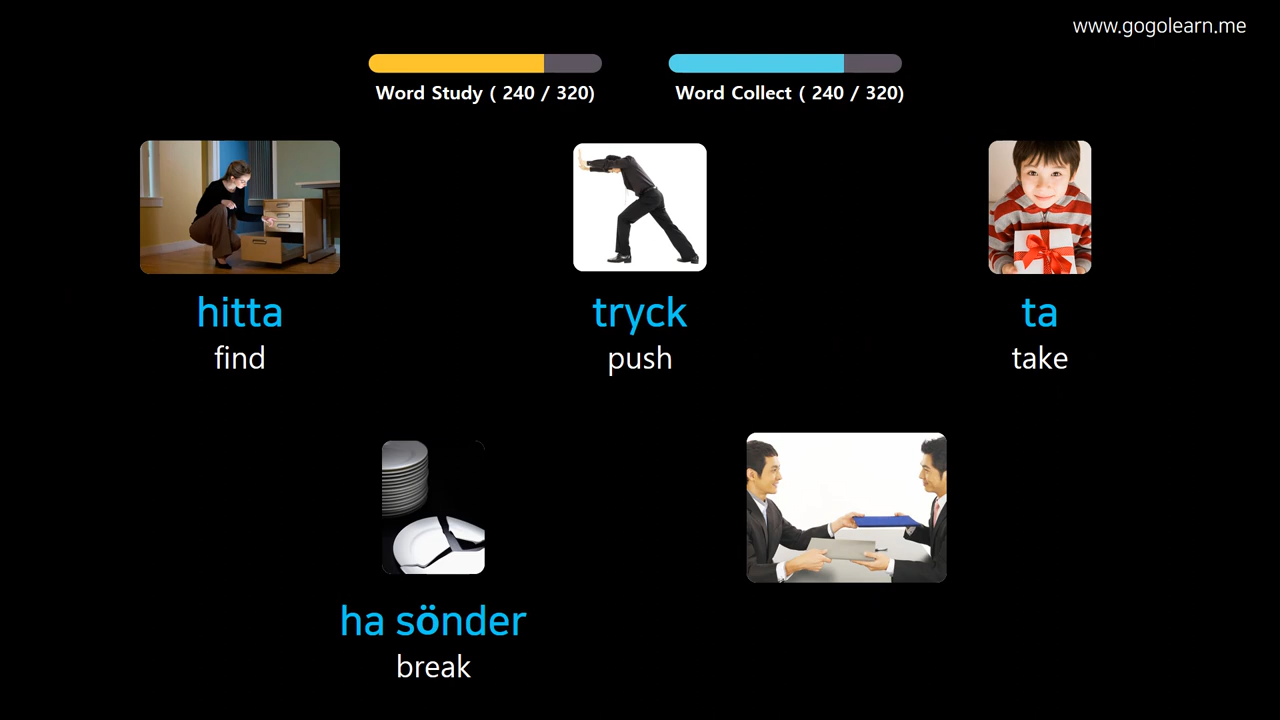 www.gogolearn.me
Word Study ( 240 / 320)
Word Collect ( 240 / 320)
hitta
find
tryck
push
ta
take
ha sönder
break